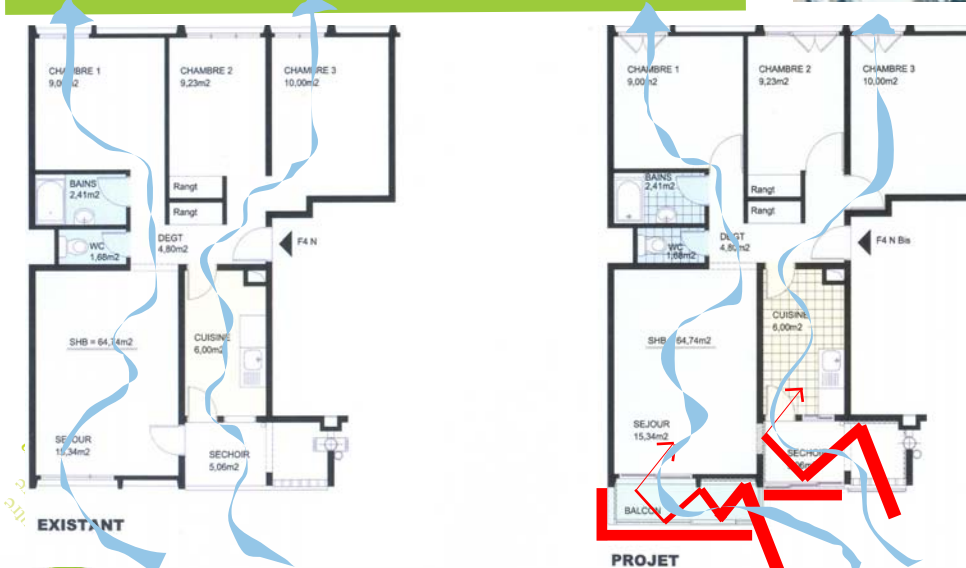 CHAMBRE 1
9,00m2
CHAMBRE 2
9,23m2
CHAMBRE 3
10,00m2
BAINS
2,41m2
Rangt
Rangt
WC
1,68m2
DEGT
4,80m2
F4 N
SHB = 64,74m2
CUISINE
6,00m2
SEJOUR
15,34m2
SECHOIR
5,06m2
EXISTANT
CHAMBRE 1
9,00m2
CHAMBRE 2
9,23m2
CHAMBRE 3
10,00m2
BAINS
2,41m2
Rangt
Rangt
WC
1,68m2
DEGT
4,80m2
F4 N Bis
SHB = 64,74m2
CUISINE
6,00m2
SEJOUR
15,34m2
SECHOIR
5,06m2
BALCON
PROJET